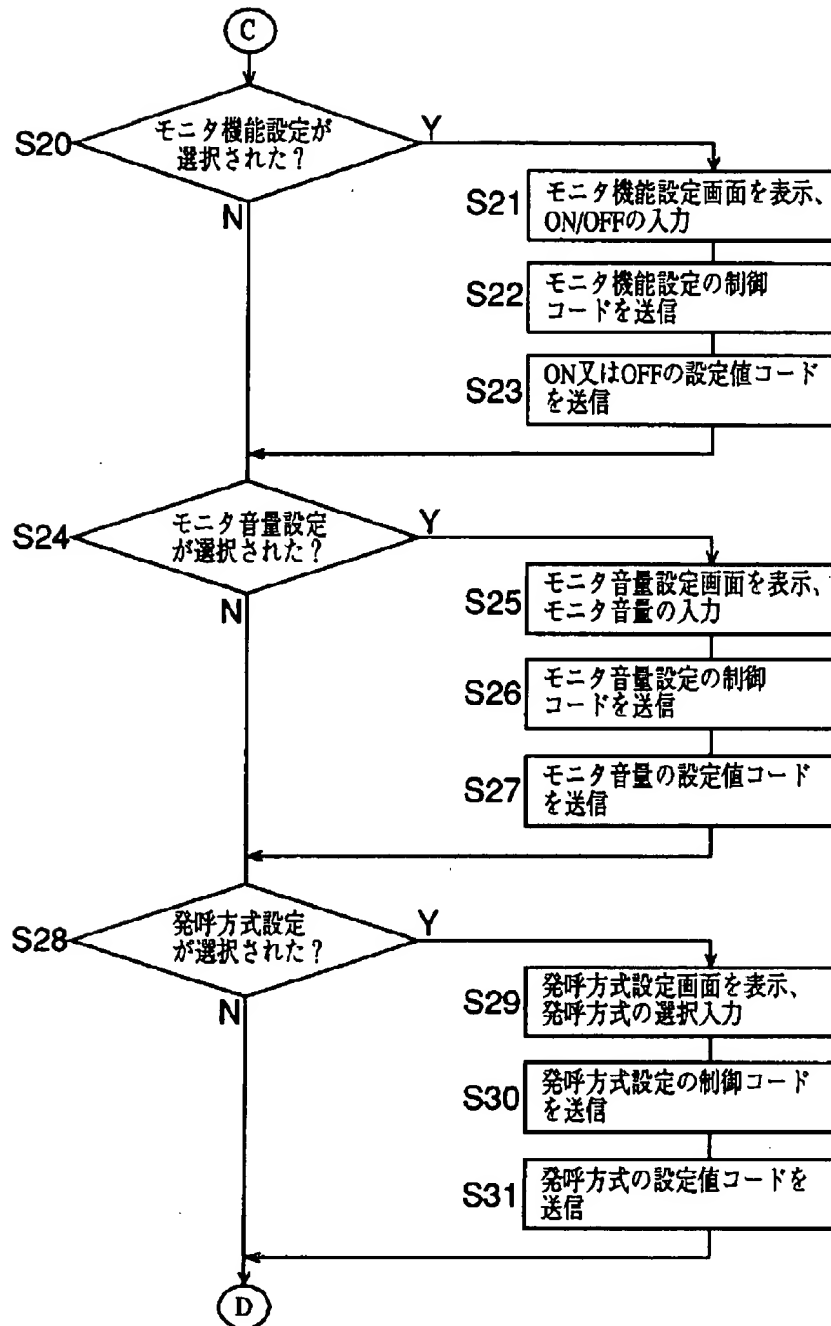 C
S20
モニタ機能設定が
選択された？
Y
N
S21
モニタ機能設定画面を表示、
ON/OFFの入力
S22
モニタ機能設定の制御
コードを送信
S23
ON又はOFFの設定値コード
を送信
S24
モニタ音量設定
が選択された？
Y
N
S25
モニタ音量設定画面を表示、
モニタ音量の入力
S26
モニタ音量設定の制御
コードを送信
S27
モニタ音量の設定値コード
を送信
S28
発呼方式設定
が選択された？
Y
N
S29
発呼方式設定画面を表示、
発呼方式の選択入力
S30
発呼方式設定の制御コード
を送信
S31
発呼方式の設定値コードを
送信
D